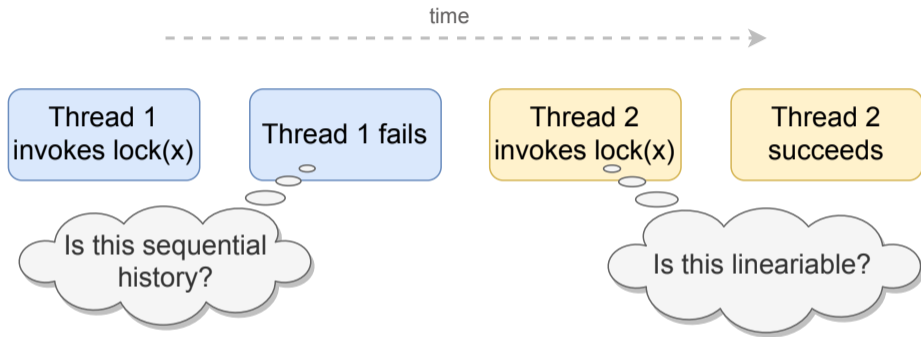 time
Thread 1
invokes lock(x)
Thread 1 fails
Thread 2
invokes lock(x)
Thread 2
succeeds
Is this sequential
history?
Is this lineariable?